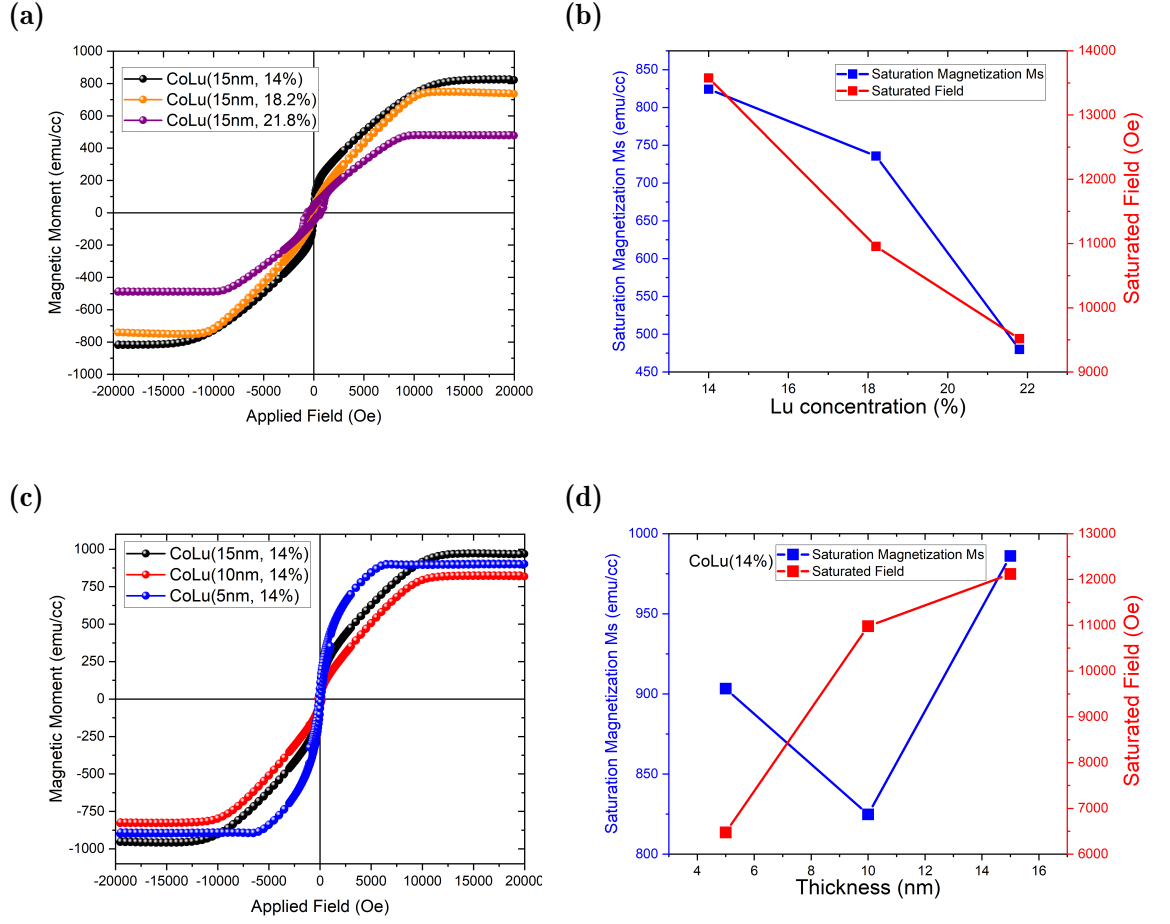 (a)
1000
800
600
400
200
0
-200
-400
-600
-800
-1000
Magnetic Moment (emu/cc)
CoLu(15nm, 14%)
CoLu(15nm, 18.2%)
CoLu(15nm, 21.8%)
-20000 -15000 -10000 -5000 0 5000 10000 15000 20000
Applied Field (Oe)
(b)
850
800
750
700
650
600
550
500
450
Saturation Magnetization Ms (emu/cc)
Saturation Magnetization Ms
Saturated Field
14000
13000
12000
11000
10000
9000
Saturated Field (Oe)
14 16 18 20 22
Lu concentration (%)
(c)
1000
750
500
250
0
-250
-500
-750
-1000
Magnetic Moment (emu/cc)
CoLu(15nm, 14%)
CoLu(10nm, 14%)
CoLu(5nm, 14%)
-20000 -15000 -10000 -5000 0 5000 10000 15000 20000
Applied Field (Oe)
(d)
1000
950
900
850
800
Saturation Magnetization Ms (emu/cc)
CoLu(14%)
Saturation Magnetization Ms
Saturated Field
13000
12000
11000
10000
9000
8000
7000
6000
Saturated Field (Oe)
4 6 8 10 12 14 16
Thickness (nm)